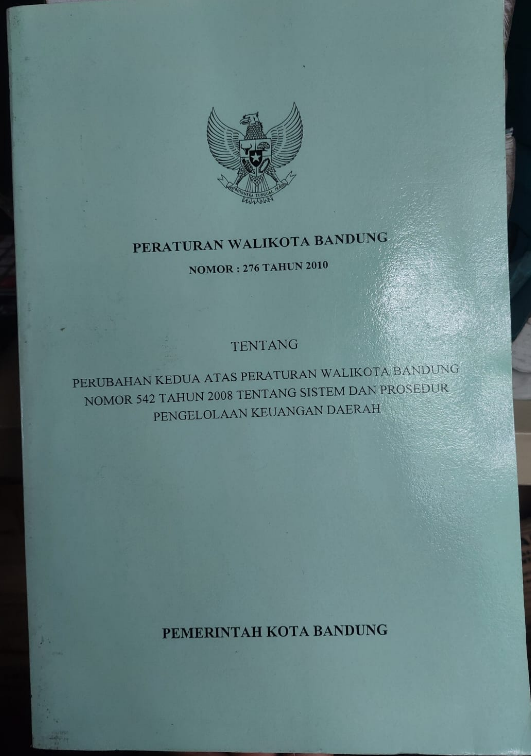 PERATURAN WALIKOTA BANDUNG
NOMOR : 276 TAHUN 2010
TENTANG
PERUBAHAN KEDUA ATAS PERATURAN WALIKOTA BANDUNG
NOMOR 542 TAHUN 2008 TENTANG SISTEM DAN PROSEDUR
PENGELOLAAN KEUANGAN DAERAH
PEMERINTAH KOTA BANDUNG